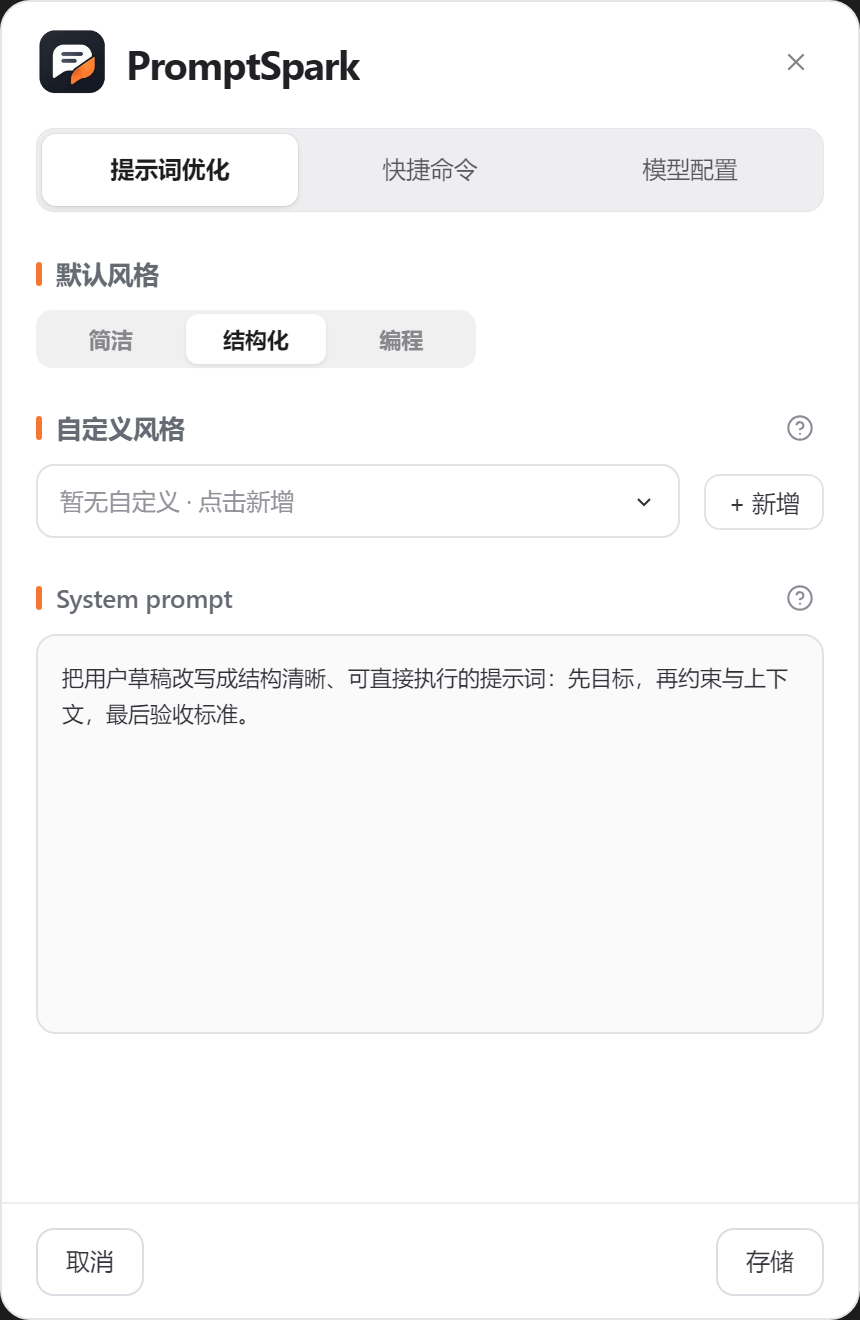 PromptSpark
提示词优化
快捷命令
模型配置
默认风格
简洁
结构化
编程
自定义风格
暂无自定义 · 点击新增
+ 新增
System prompt
把用户草稿改写成结构清晰、可直接执行的提示词：先目标，再约束与上下
文，最后验收标准。
取消
存储